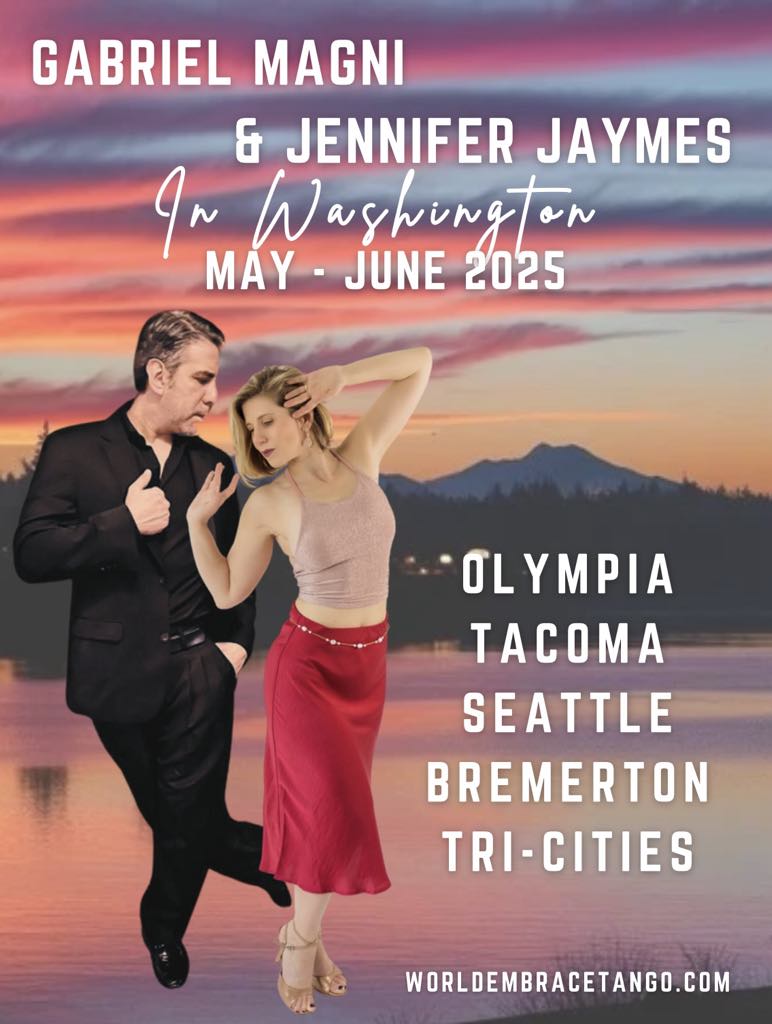 GABRIEL MAGNI
& JENNIFER JAYMES
In Washington
MAY - JUNE 2025
OLYMPIA
TACOMA
SEATTLE
BREMERTON
TRI-CITIES
WORLDEMBRACETANGO.COM